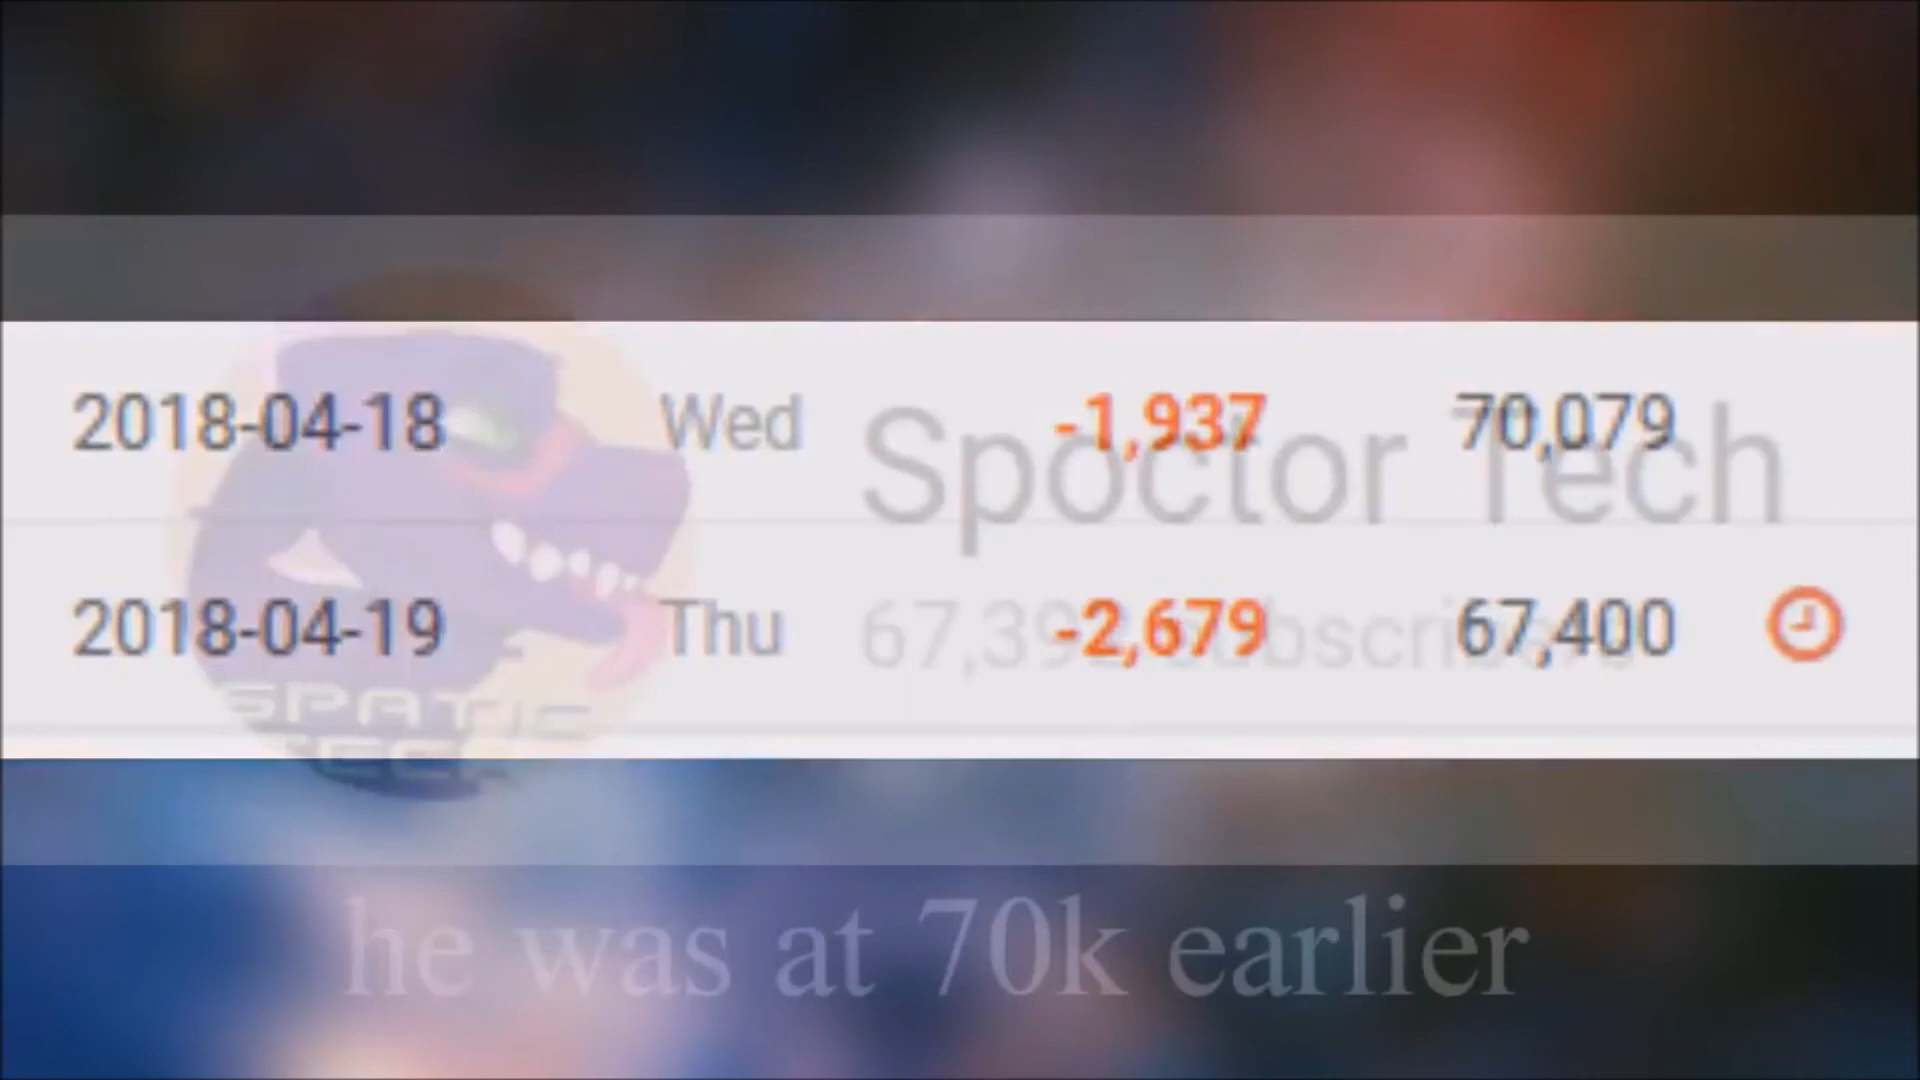 2018-04-18 Wed -1,937 70,079
Spoctor Tech
2018-04-19 Thu -2,679 67,400
SPATIC
he was at 70k earlier